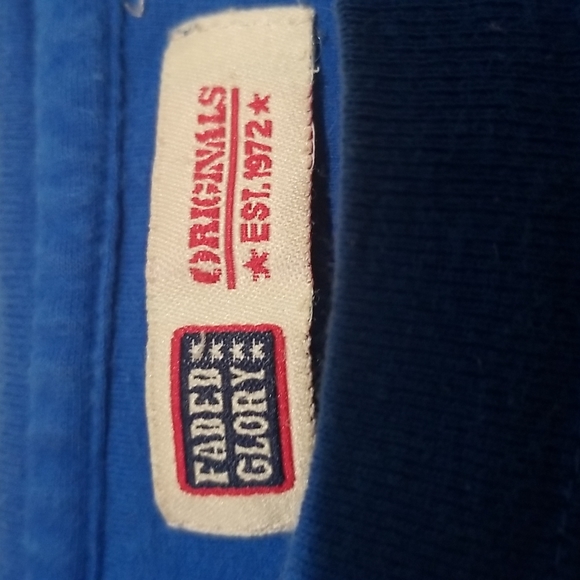 FADED
GLORY
ORIGINALS
★EST. 1972★